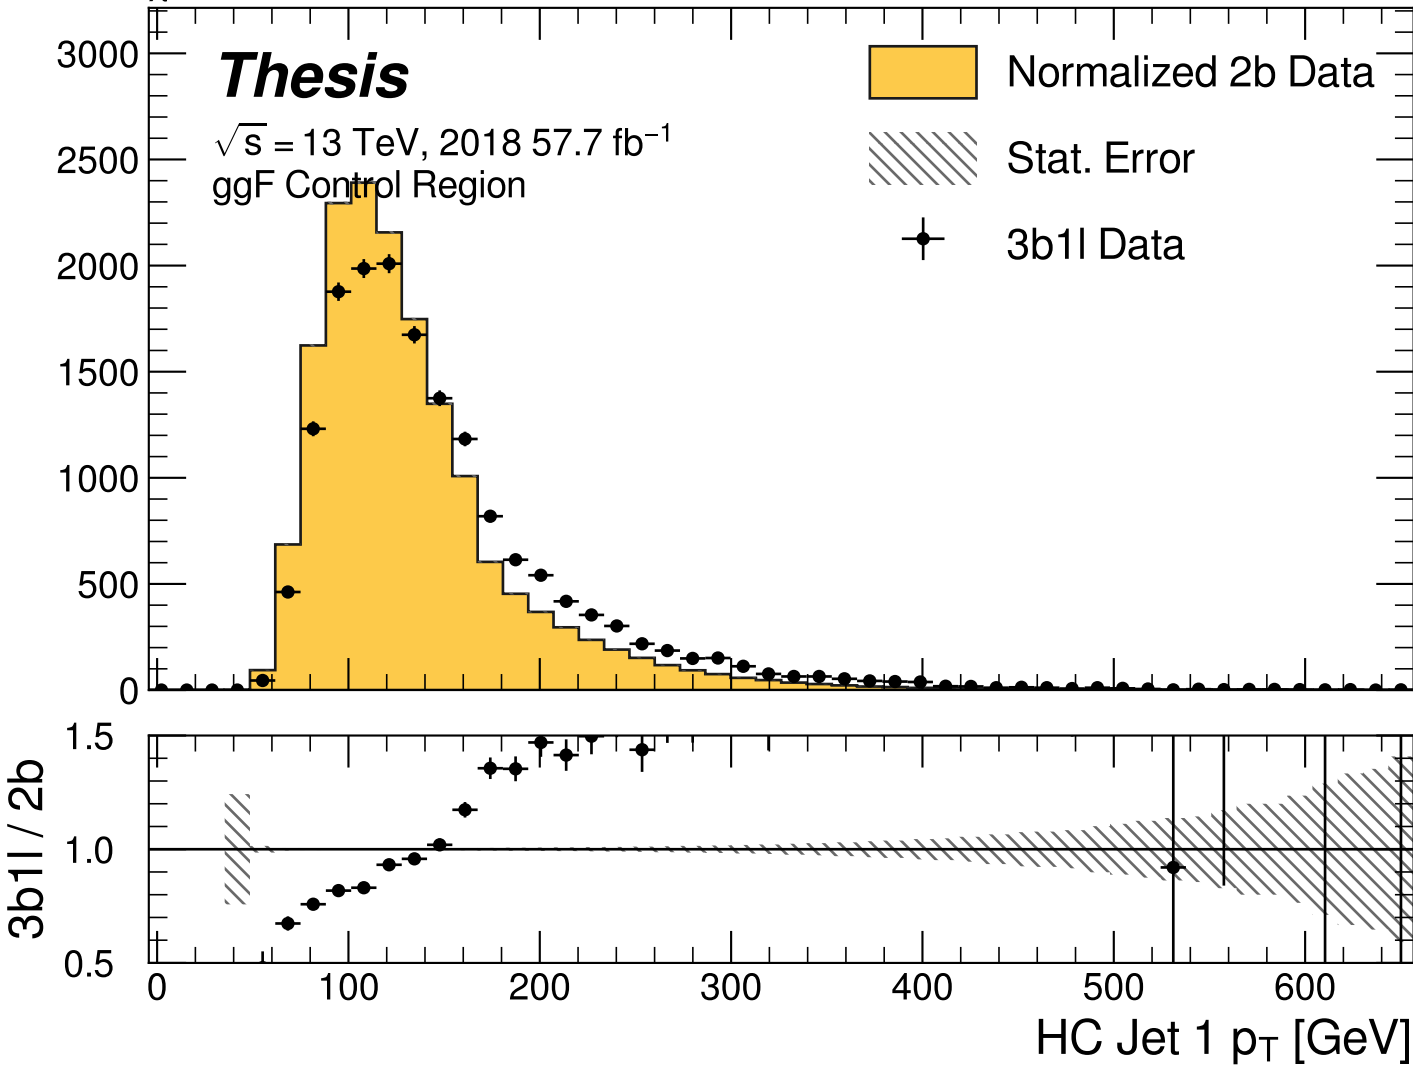 3000
Thesis
Normalized 2b Data
√s = 13 TeV, 2018 57.7 fb⁻¹
2500
Stat. Error
ggF Control Region
3b1l Data
2000
1500
1000
500
0
1.5
1.0
0.5
3b1l / 2b
0 100 200 300 400 500 600
HC Jet 1 pT [GeV]